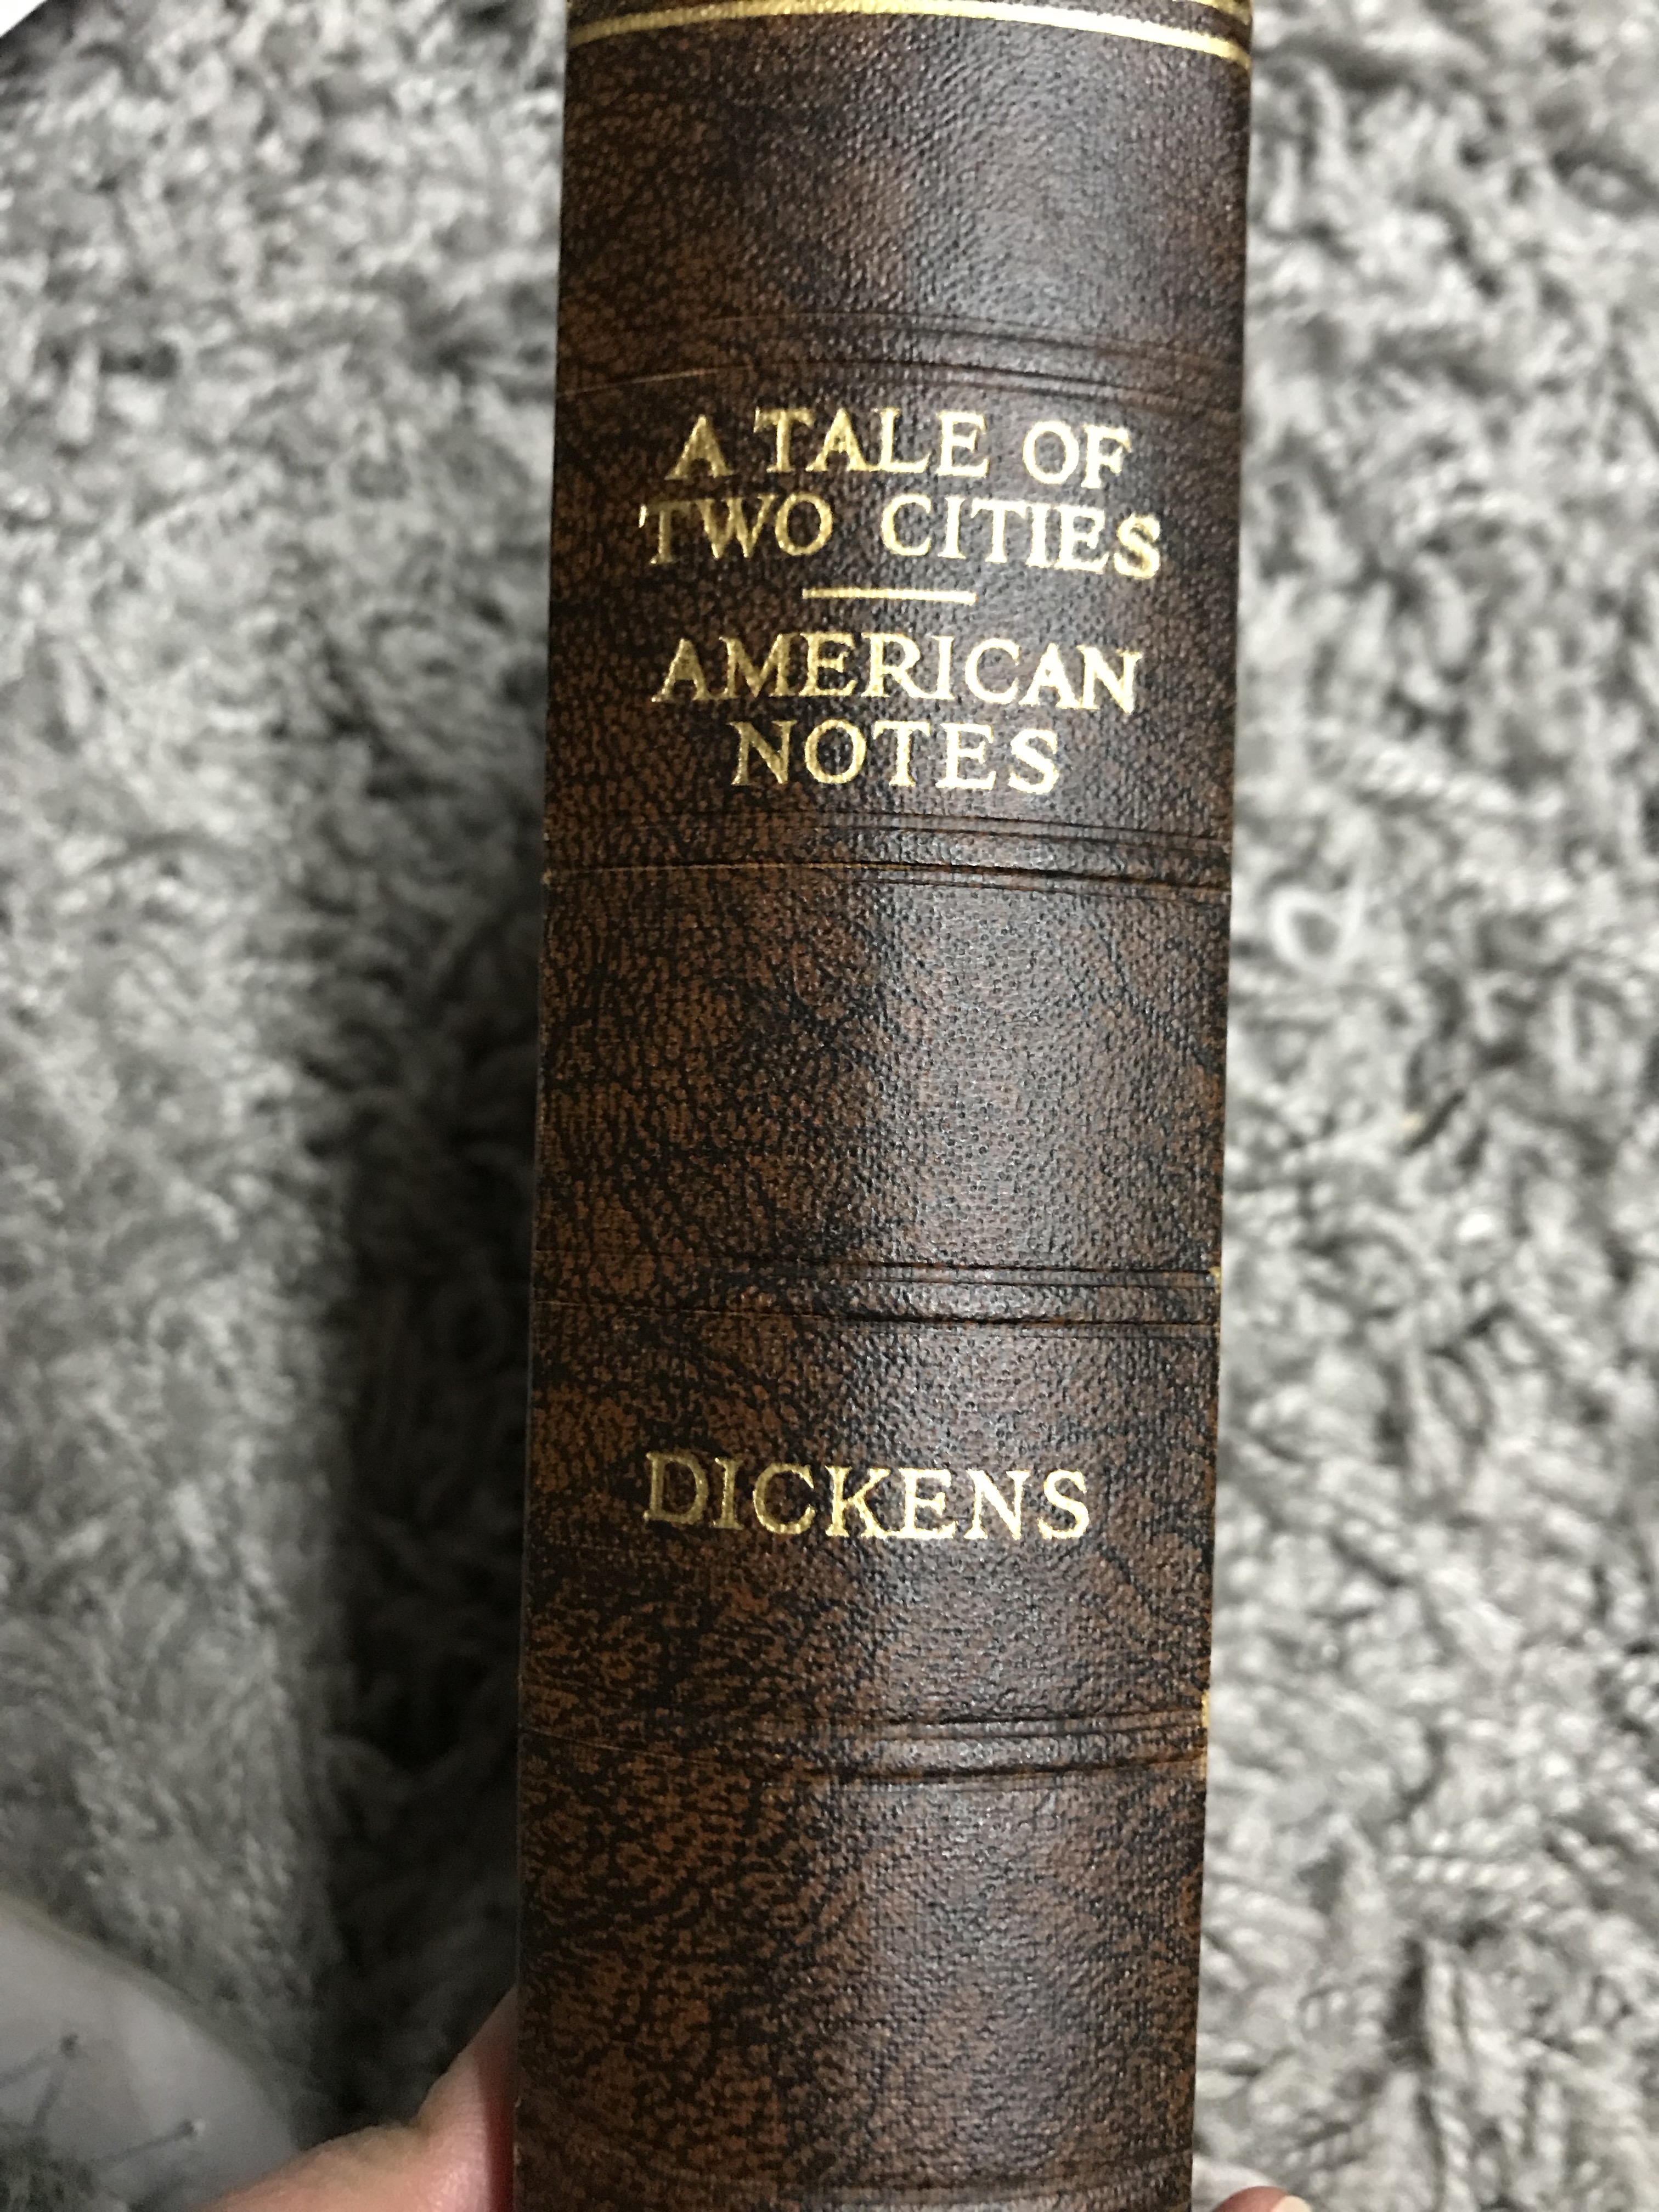 A TALE OF
TWO CITIES
AMERICAN
NOTES
DICKENS